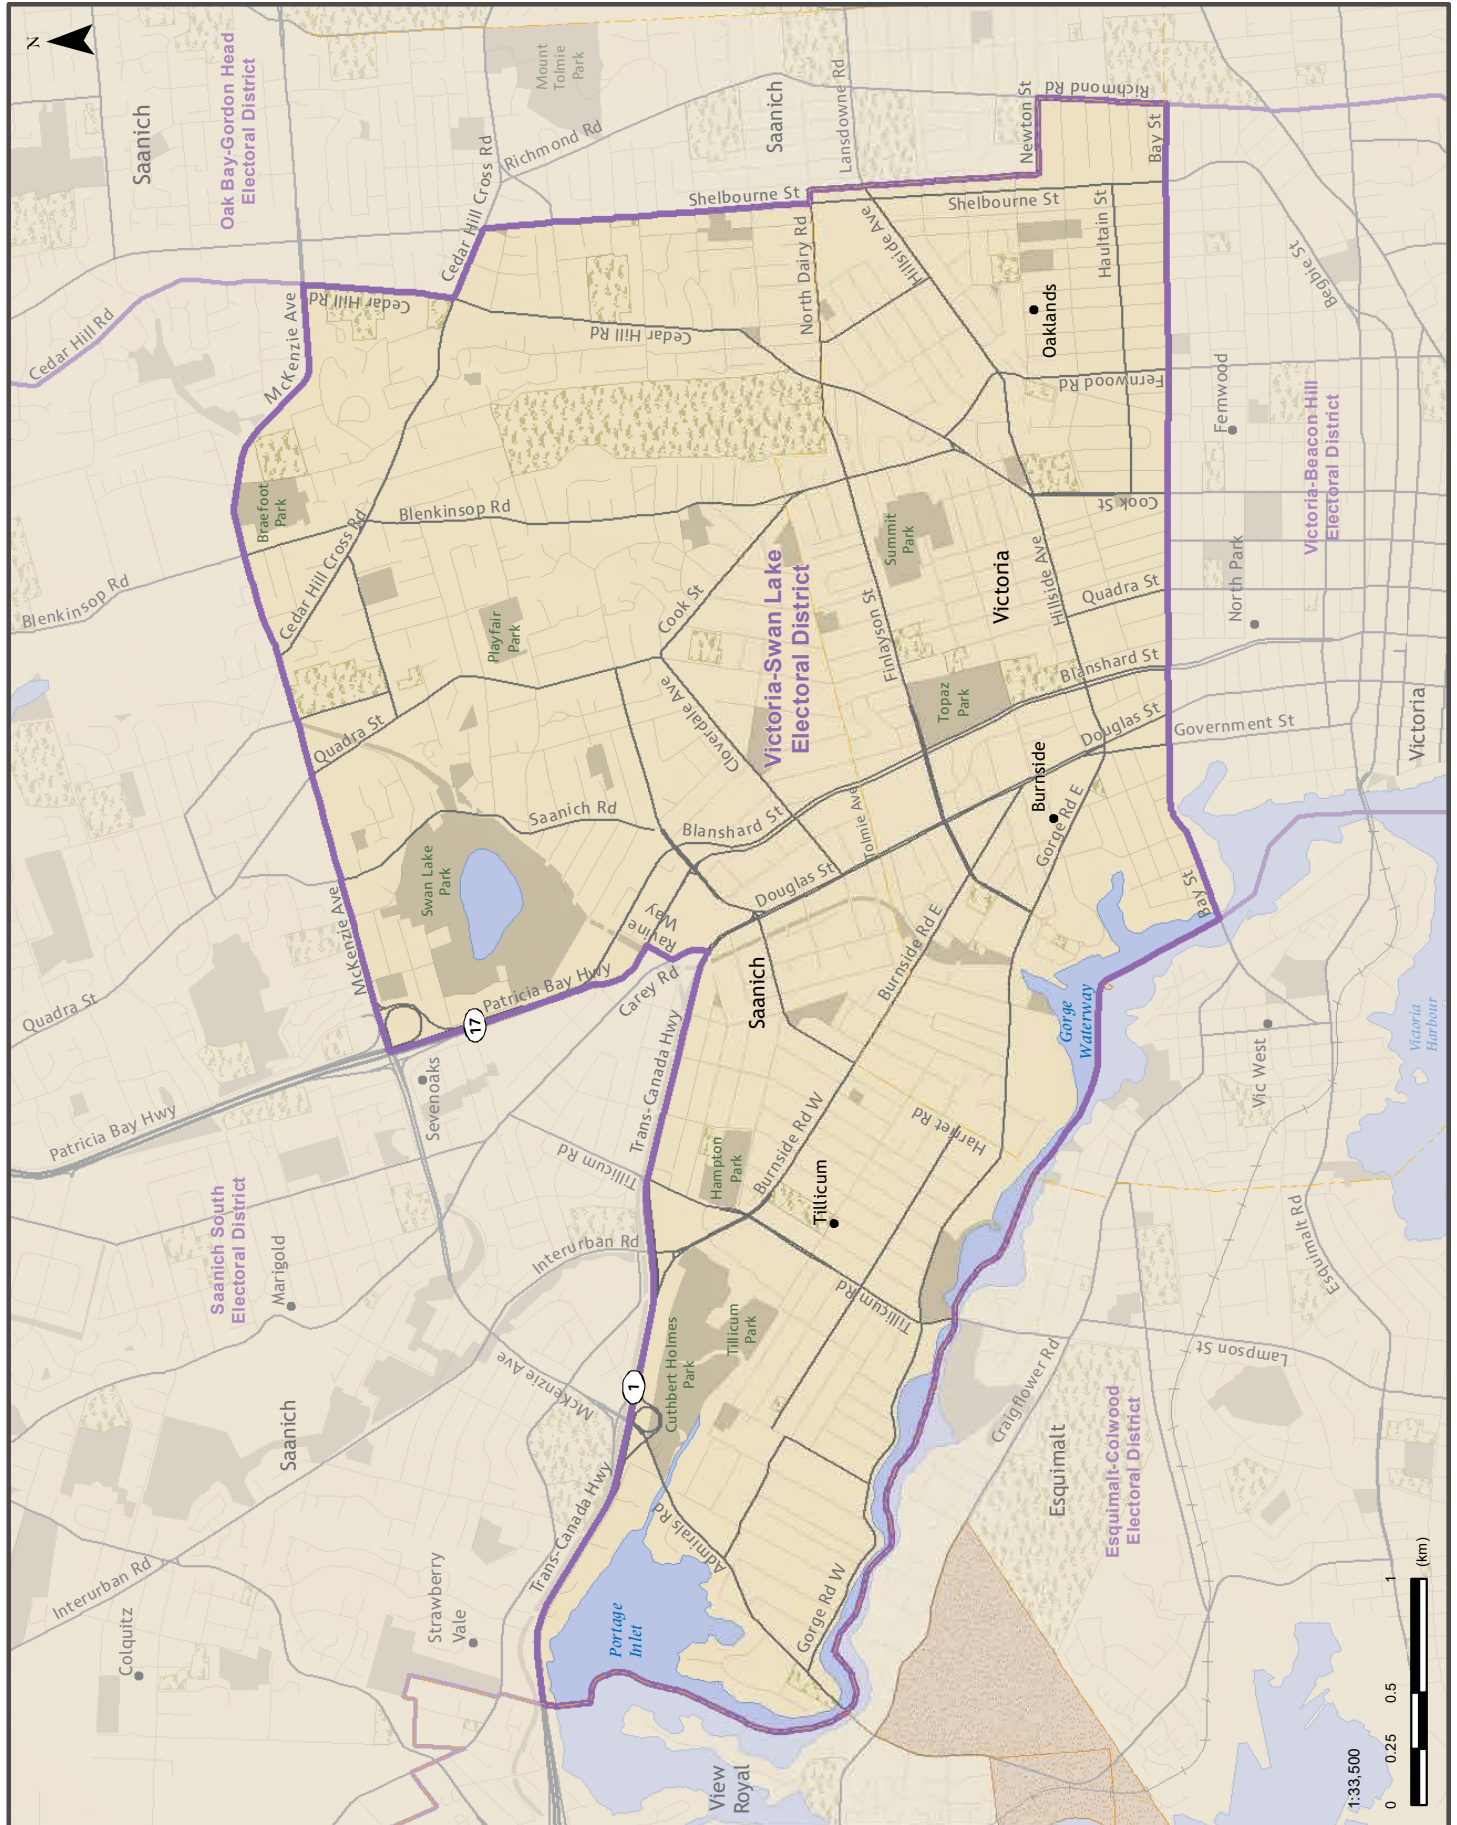 N
Oak Bay-Gordon Head
Electoral District
Saanich
Mount
Tolmie
Park
Saanich
Lansdowne Rd
Richmond Rd
Newton St
Richmond Rd
Bay St
Cedar Hill Cross Rd
Shelbourne St
Shelbourne St
Haultain St
Hillside Ave
North Dairy Rd
Begbie St
Cedar Hill Rd
McKenzie Ave
Cedar Hill Rd
Cedar Hill Rd
Oaklands
Fernwood Rd
Fernwood
Victoria-Beacon Hill
Electoral District
Braefoot
Park
Blenkinsop Rd
Cedar Hill Cross Rd
Blenkinsop Rd
Cook St
Summit
Park
Playfair
Park
Cook St
Victoria-Swan Lake
Electoral District
Finlayson St
Victoria
Hillside Ave
Quadra St
North Park
Blanshard St
Topaz
Park
Quadra St
Cloverdale Ave
Douglas St
Government St
Victoria
Burnside
Gorge Rd E
Saanich Rd
Blanshard St
Tolmie Ave
Swan Lake
Park
Douglas St
Bay St
McKenzie Ave
Ravine
Way
Burnside Rd E
Patricia Bay Hwy
Carey Rd
Quadra St
17
Saanich
Gorge
Waterway
Victoria
Harbour
Vic West
Sevenoaks
Trans-Canada Hwy
Patricia Bay Hwy
Tillicum Rd
Hampton
Park
Burnside Rd W
Harriet Rd
Tillicum
Saanich South
Electoral District
Marigold
Interurban Rd
Esquimalt Rd
Tillicum Rd
Tillicum
Park
Cuthbert Holmes
Park
1
McKenzie Ave
Lampson St
Craigflower Rd
Saanich
Esquimalt
Esquimalt-Colwood
Electoral District
Trans-Canada Hwy
Admirals Rd
Interurban Rd
Strawberry
Vale
Colquitz
Portage
Inlet
Gorge Rd W
View
Royal
1:33,500
0
0.25
0.5
1
(km)